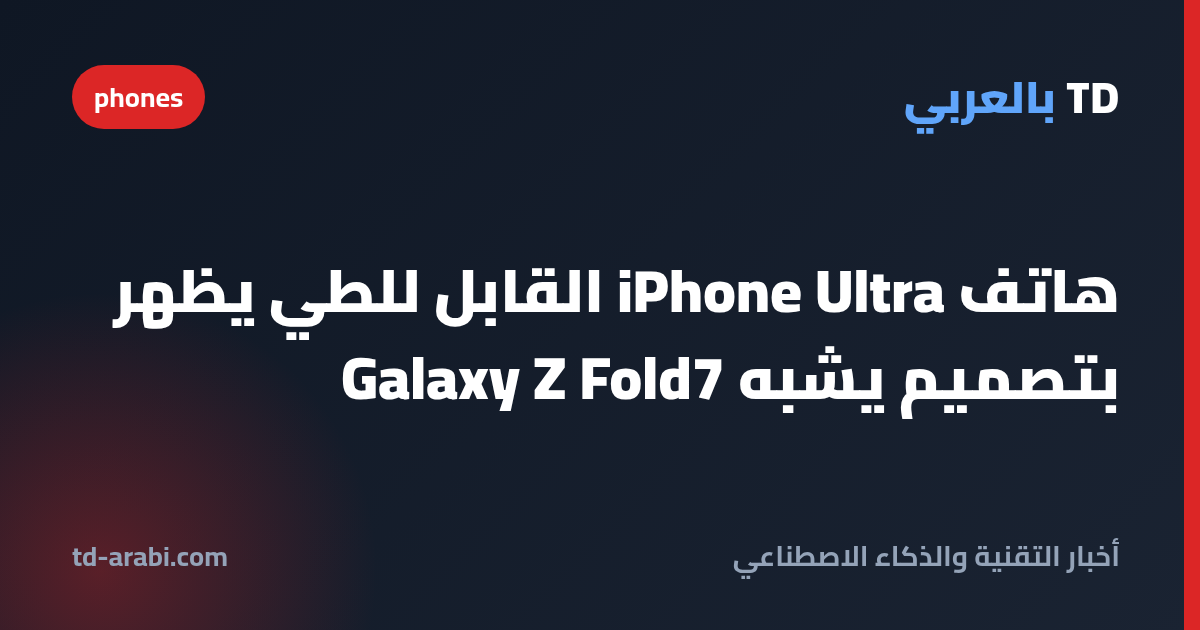 TD بالعربي
phones
هاتف iPhone Ultra القابل للطي يظهر
بتصميم يشبه Galaxy Z Fold7
أخبار التقنية والذكاء الاصطناعي
td-arabi.com